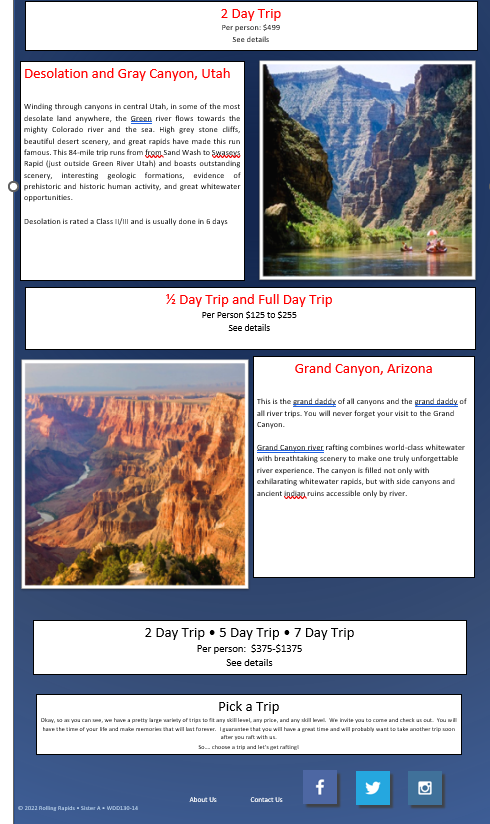 2 Day Trip
Per person: $499
See details
Desolation and Gray Canyon, Utah
Winding through canyons in central Utah, in some of the most
desolate land anywhere, the Green river flows towards the
mighty Colorado river and the sea. High grey stone cliffs,
beautiful desert scenery, and great rapids have made this run
famous. This 84-mile trip runs from from Sand Wash to Swaseys
Rapid (just outside Green River Utah) and boasts outstanding
scenery, interesting geologic formations, evidence of
prehistoric and historic human activity, and great whitewater
opportunities.
Desolation is rated a Class II/III and is usually done in 6 days
½ Day Trip and Full Day Trip
Per Person $125 to $255
See details
Grand Canyon, Arizona
This is the grand daddy of all canyons and the grand daddy of
all river trips. You will never forget your visit to the Grand
Canyon.
Grand Canyon river rafting combines world-class whitewater
with breathtaking scenery to make one truly unforgettable
river experience. The canyon is filled not only with
exhilarating whitewater rapids, but with side canyons and
ancient indian ruins accessible only by river.
2 Day Trip • 5 Day Trip • 7 Day Trip
Per person: $375-$1375
See details
Pick a Trip
Okay, so as you can see, we have a pretty large variety of trips to fit any skill level, any price, and any skill level. We invite you to come and check us out. You will
have the time of your life and make memories that will last forever. I guarantee that you will have a great time and will probably want to take another trip soon
after you raft with us.
So.... choose a trip and let's get rafting!
About Us Contact Us
© 2022 Rolling Rapids • Sister A • WDD130-14